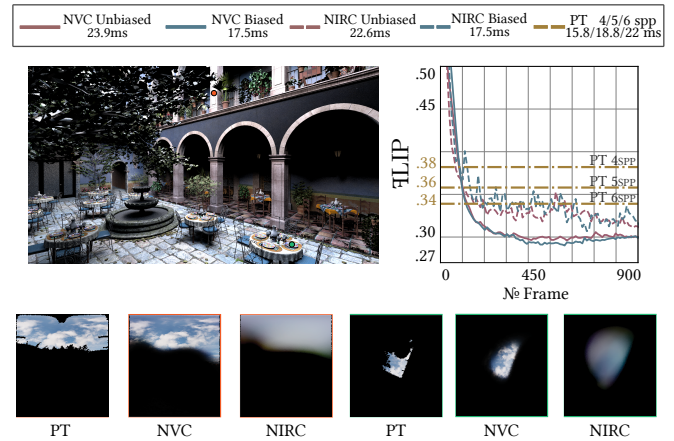 NVC Unbiased NVC Biased NIRC Unbiased NIRC Biased PT 4/5/6 spp
23.9ms 17.5ms 22.6ms 17.5ms 15.8/18.8/22 ms
.50
.45
.38 PT 4SPP
.36 PT 5SPP
.34 PT 6SPP
.30
.27
ꟻLIP
0 450 900
№ Frame
PT NVC NIRC PT NVC NIRC